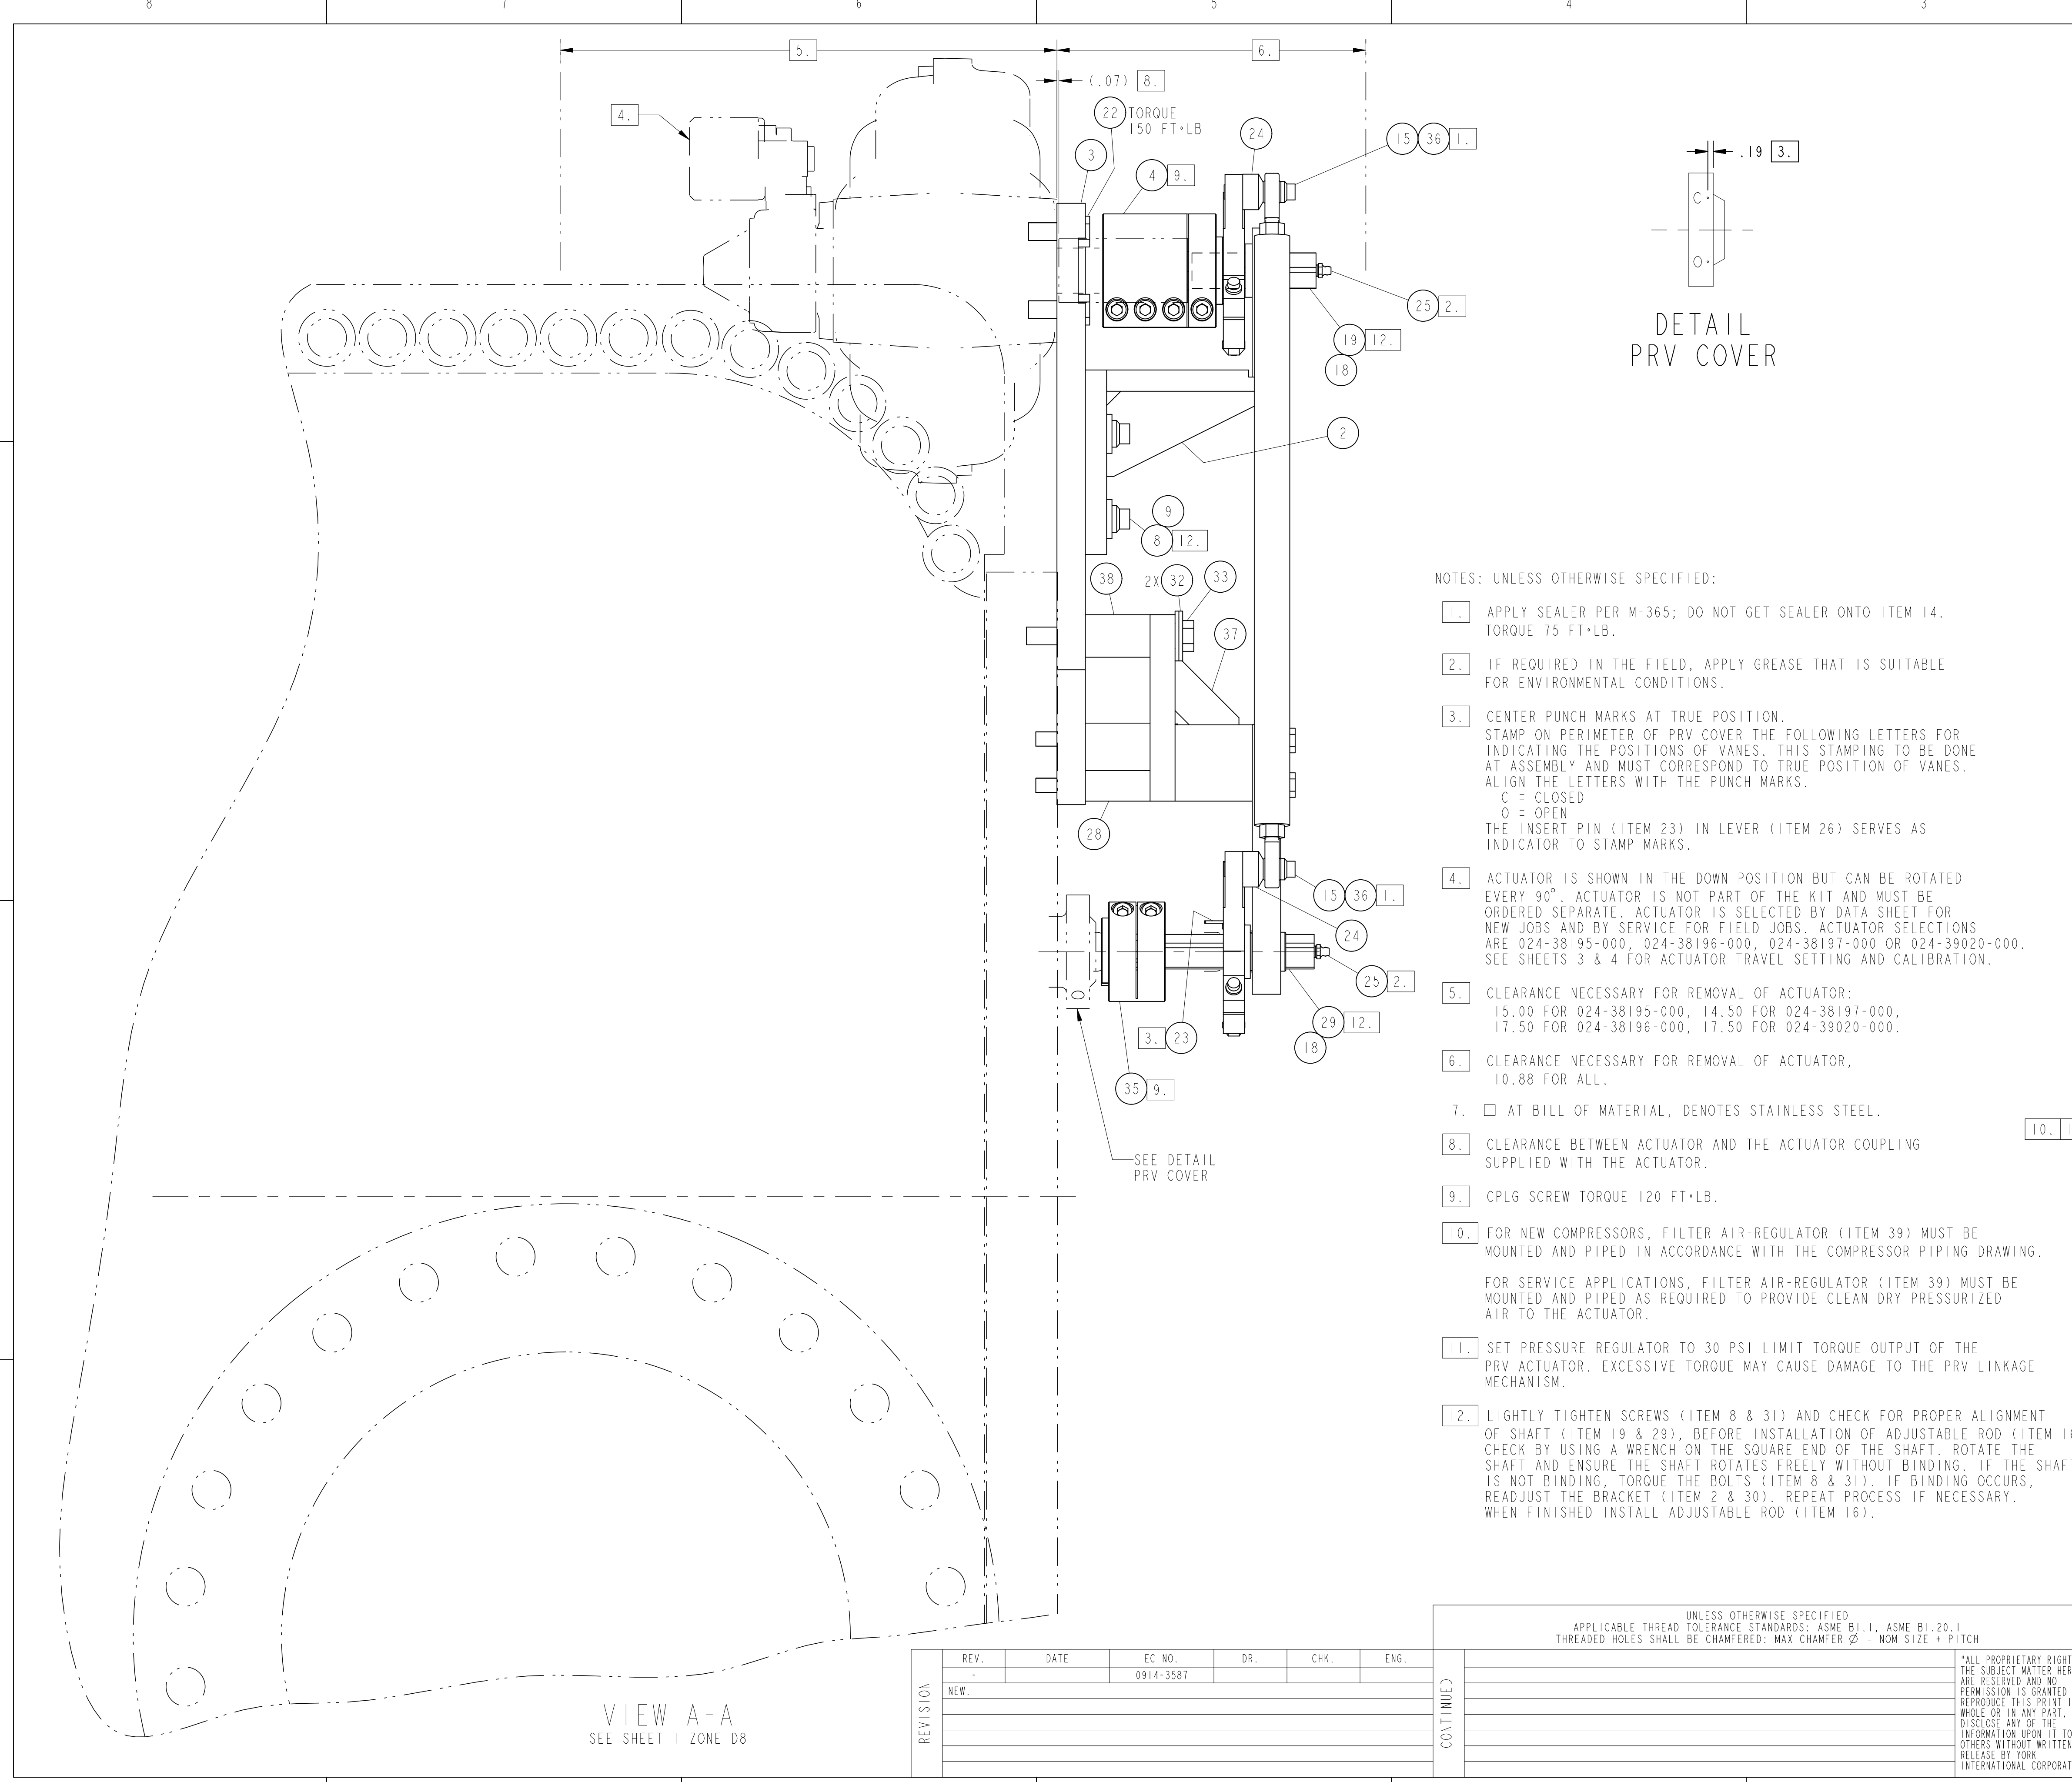 8 7 6 5 4 3
5. 6.
(.07) 8.
4.
22 TORQUE
150 FT•LB
3
24
15 36 1.
4 9.
.19 3.
C
O
25 2.
DETAIL
PRV COVER
19 12.
18
2
9
8 12.
38 2X 32 33
37
28
15 36 1.
24
25 2.
3. 23
29 12.
18
35 9.
SEE DETAIL
PRV COVER
NOTES: UNLESS OTHERWISE SPECIFIED:
1. APPLY SEALER PER M-365; DO NOT GET SEALER ONTO ITEM 14.
TORQUE 75 FT•LB.
2. IF REQUIRED IN THE FIELD, APPLY GREASE THAT IS SUITABLE
FOR ENVIRONMENTAL CONDITIONS.
3. CENTER PUNCH MARKS AT TRUE POSITION.
STAMP ON PERIMETER OF PRV COVER THE FOLLOWING LETTERS FOR
INDICATING THE POSITIONS OF VANES. THIS STAMPING TO BE DONE
AT ASSEMBLY AND MUST CORRESPOND TO TRUE POSITION OF VANES.
ALIGN THE LETTERS WITH THE PUNCH MARKS.
C = CLOSED
O = OPEN
THE INSERT PIN (ITEM 23) IN LEVER (ITEM 26) SERVES AS
INDICATOR TO STAMP MARKS.
4. ACTUATOR IS SHOWN IN THE DOWN POSITION BUT CAN BE ROTATED
EVERY 90°. ACTUATOR IS NOT PART OF THE KIT AND MUST BE
ORDERED SEPARATE. ACTUATOR IS SELECTED BY DATA SHEET FOR
NEW JOBS AND BY SERVICE FOR FIELD JOBS. ACTUATOR SELECTIONS
ARE 024-38195-000, 024-38196-000, 024-38197-000 OR 024-39020-000.
SEE SHEETS 3 & 4 FOR ACTUATOR TRAVEL SETTING AND CALIBRATION.
5. CLEARANCE NECESSARY FOR REMOVAL OF ACTUATOR:
15.00 FOR 024-38195-000, 14.50 FOR 024-38197-000,
17.50 FOR 024-38196-000, 17.50 FOR 024-39020-000.
6. CLEARANCE NECESSARY FOR REMOVAL OF ACTUATOR,
10.88 FOR ALL.
7. □ AT BILL OF MATERIAL, DENOTES STAINLESS STEEL.
10.
8. CLEARANCE BETWEEN ACTUATOR AND THE ACTUATOR COUPLING
SUPPLIED WITH THE ACTUATOR.
9. CPLG SCREW TORQUE 120 FT•LB.
10. FOR NEW COMPRESSORS, FILTER AIR-REGULATOR (ITEM 39) MUST BE
MOUNTED AND PIPED IN ACCORDANCE WITH THE COMPRESSOR PIPING DRAWING.
FOR SERVICE APPLICATIONS, FILTER AIR-REGULATOR (ITEM 39) MUST BE
MOUNTED AND PIPED AS REQUIRED TO PROVIDE CLEAN DRY PRESSURIZED
AIR TO THE ACTUATOR.
11. SET PRESSURE REGULATOR TO 30 PSI LIMIT TORQUE OUTPUT OF THE
PRV ACTUATOR. EXCESSIVE TORQUE MAY CAUSE DAMAGE TO THE PRV LINKAGE
MECHANISM.
12. LIGHTLY TIGHTEN SCREWS (ITEM 8 & 31) AND CHECK FOR PROPER ALIGNMENT
OF SHAFT (ITEM 19 & 29), BEFORE INSTALLATION OF ADJUSTABLE ROD (ITEM 16
CHECK BY USING A WRENCH ON THE SQUARE END OF THE SHAFT. ROTATE THE
SHAFT AND ENSURE THE SHAFT ROTATES FREELY WITHOUT BINDING. IF THE SHAFT
IS NOT BINDING, TORQUE THE BOLTS (ITEM 8 & 31). IF BINDING OCCURS,
READJUST THE BRACKET (ITEM 2 & 30). REPEAT PROCESS IF NECESSARY.
WHEN FINISHED INSTALL ADJUSTABLE ROD (ITEM 16).
VIEW A-A
SEE SHEET 1 ZONE D8
UNLESS OTHERWISE SPECIFIED
APPLICABLE THREAD TOLERANCE STANDARDS: ASME B1.1, ASME B1.20.1
THREADED HOLES SHALL BE CHAMFERED: MAX CHAMFER Ø = NOM SIZE + PITCH
REVISION
REV. DATE EC NO. DR. CHK. ENG.
- 0914-3587
NEW.
CONTINUED
"ALL PROPRIETARY RIGHT
THE SUBJECT MATTER HER
ARE RESERVED AND NO
PERMISSION IS GRANTED
REPRODUCE THIS PRINT I
WHOLE OR IN ANY PART,
DISCLOSE ANY OF THE
INFORMATION UPON IT TO
OTHERS WITHOUT WRITTEN
RELEASE BY YORK
INTERNATIONAL CORPORAT